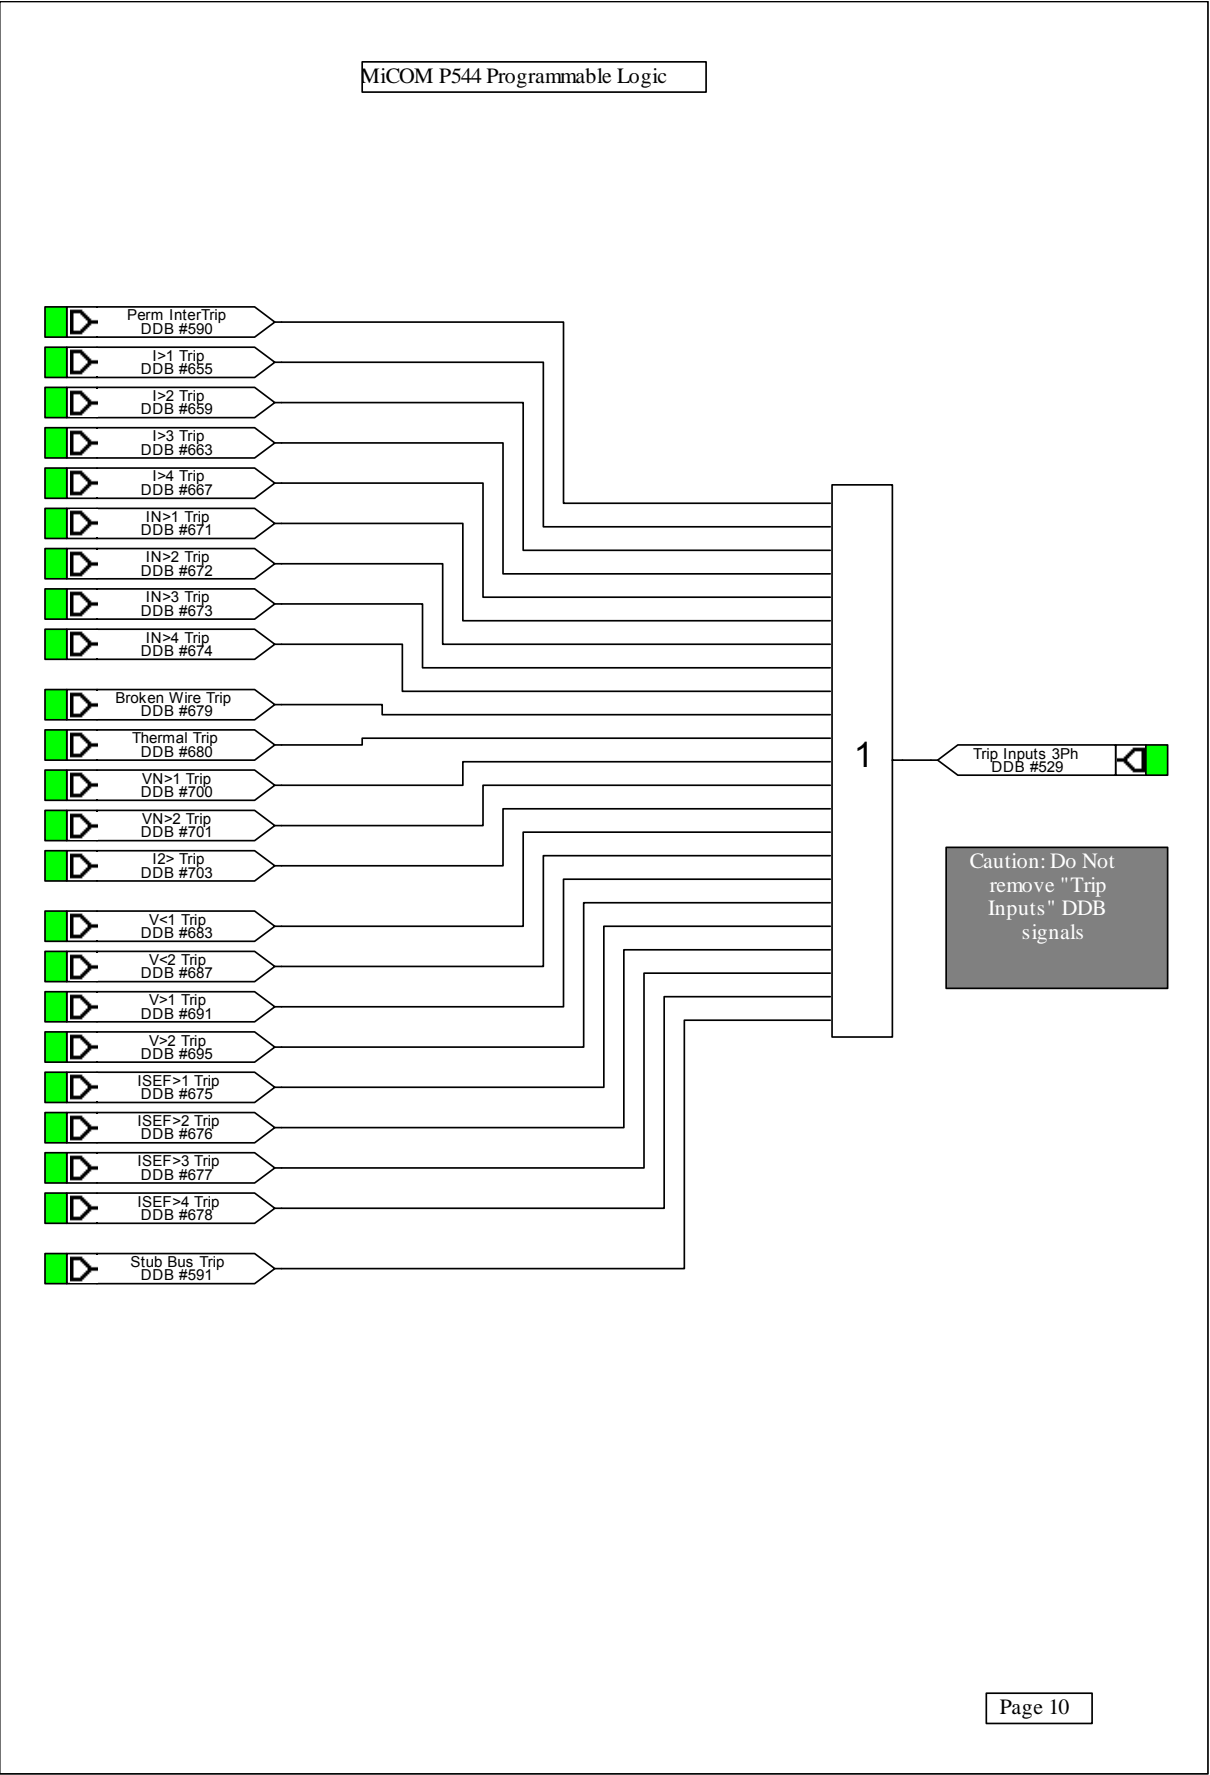 MiCOM P544 Programmable Logic
Perm InterTrip
DDB #590
I>1 Trip
DDB #655
I>2 Trip
DDB #659
I>3 Trip
DDB #663
I>4 Trip
DDB #667
IN>1 Trip
DDB #671
IN>2 Trip
DDB #672
IN>3 Trip
DDB #673
IN>4 Trip
DDB #674
Broken Wire Trip
DDB #679
Thermal Trip
DDB #680
VN>1 Trip
DDB #700
VN>2 Trip
DDB #701
I2> Trip
DDB #703
V<1 Trip
DDB #683
V<2 Trip
DDB #687
V>1 Trip
DDB #691
V>2 Trip
DDB #695
ISEF>1 Trip
DDB #675
ISEF>2 Trip
DDB #676
ISEF>3 Trip
DDB #677
ISEF>4 Trip
DDB #678
Stub Bus Trip
DDB #591
1
Trip Inputs 3Ph
DDB #529
Caution: Do Not
remove "Trip
Inputs" DDB
signals
Page 10